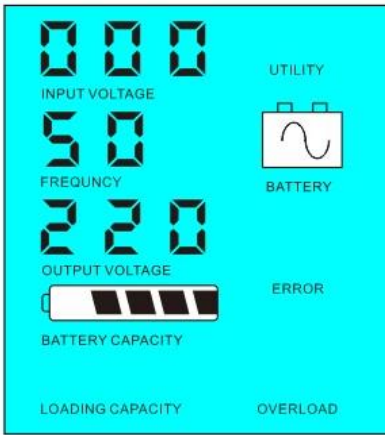 000
UTILITY
INPUT VOLTAGE
50
FREQUNCY
BATTERY
220
OUTPUT VOLTAGE
ERROR
BATTERY CAPACITY
LOADING CAPACITY
OVERLOAD